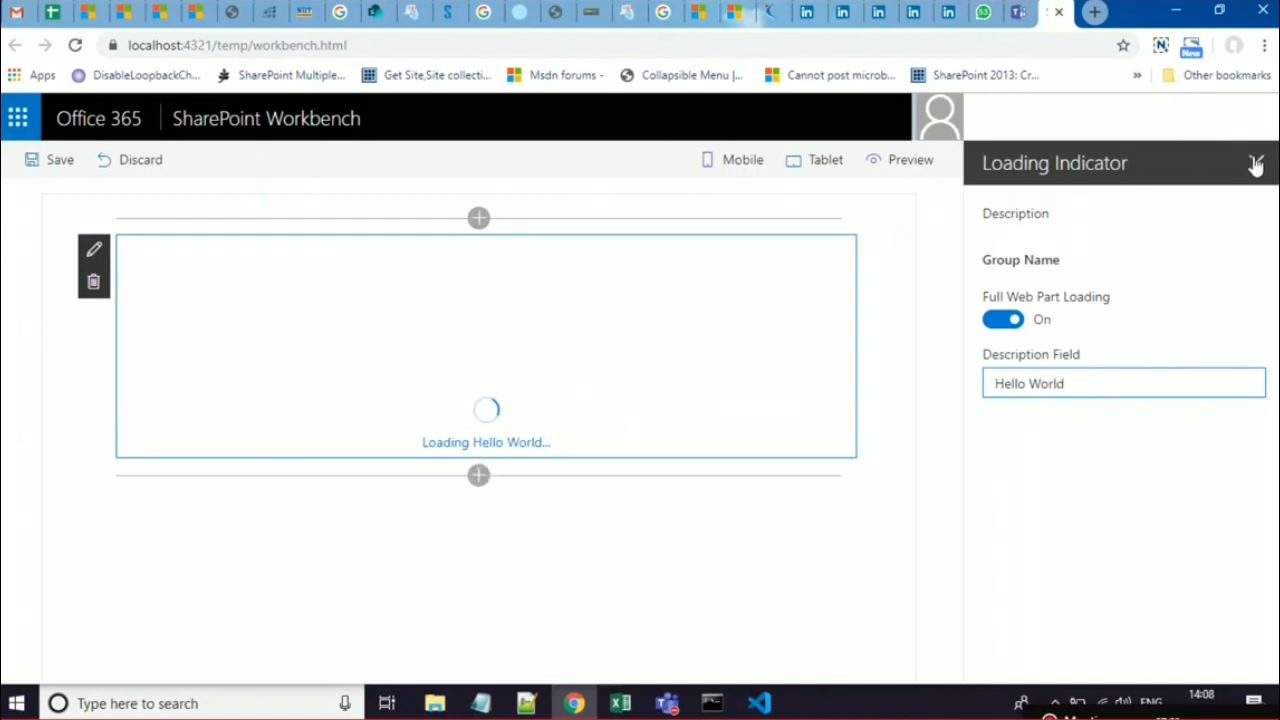 localhost:4321/temp/workbench.html
New
Apps DisableLoopbackCh... SharePoint Multiple... Get Site,Site collecti... Msdn forums - Collapsible Menu |... Cannot post microb... SharePoint 2013: Cr... » Other bookmarks
Office 365 SharePoint Workbench
Save Discard Mobile Tablet Preview
Loading Indicator
Description
Group Name
Full Web Part Loading
On
Description Field
Hello World
Loading Hello World...
Type here to search
ENG
14:08